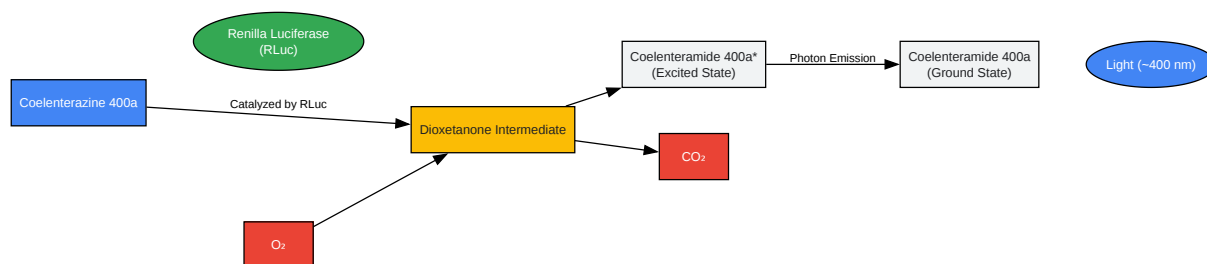 Renilla Luciferase
(RLuc)
Coelenterazine 400a
Catalyzed by RLuc
Dioxetanone Intermediate
O₂
Coelenteramide 400a*
(Excited State)
CO₂
Photon Emission
Coelenteramide 400a
(Ground State)
Light (~400 nm)